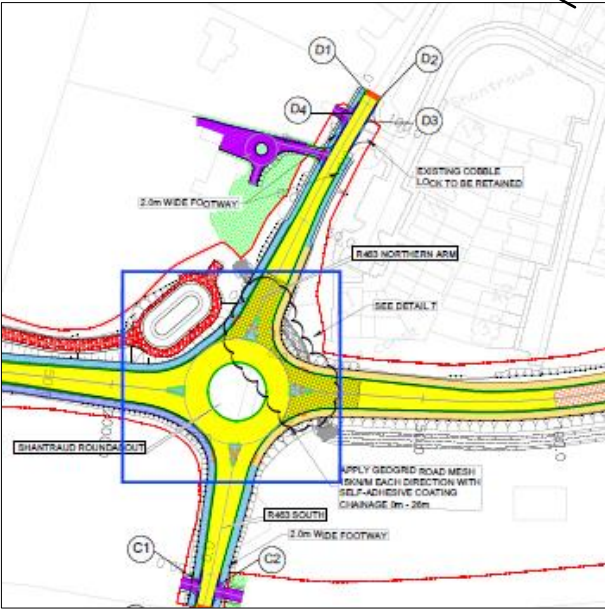 D1
D2
D4
D3
EXISTING COBBLE
LOCK TO BE RETAINED
2.0m WIDE FOOTWAY
R463 NORTHERN ARM
SEE DETAIL 7
SHANTRAUD ROUNDABOUT
APPLY GEOGRID ROAD MESH
15KN/M EACH DIRECTION WITH
SELF-ADHESIVE COATING
CHAINAGE 0m - 26m
R463 SOUTH
2.0m WIDE FOOTWAY
C1
C2